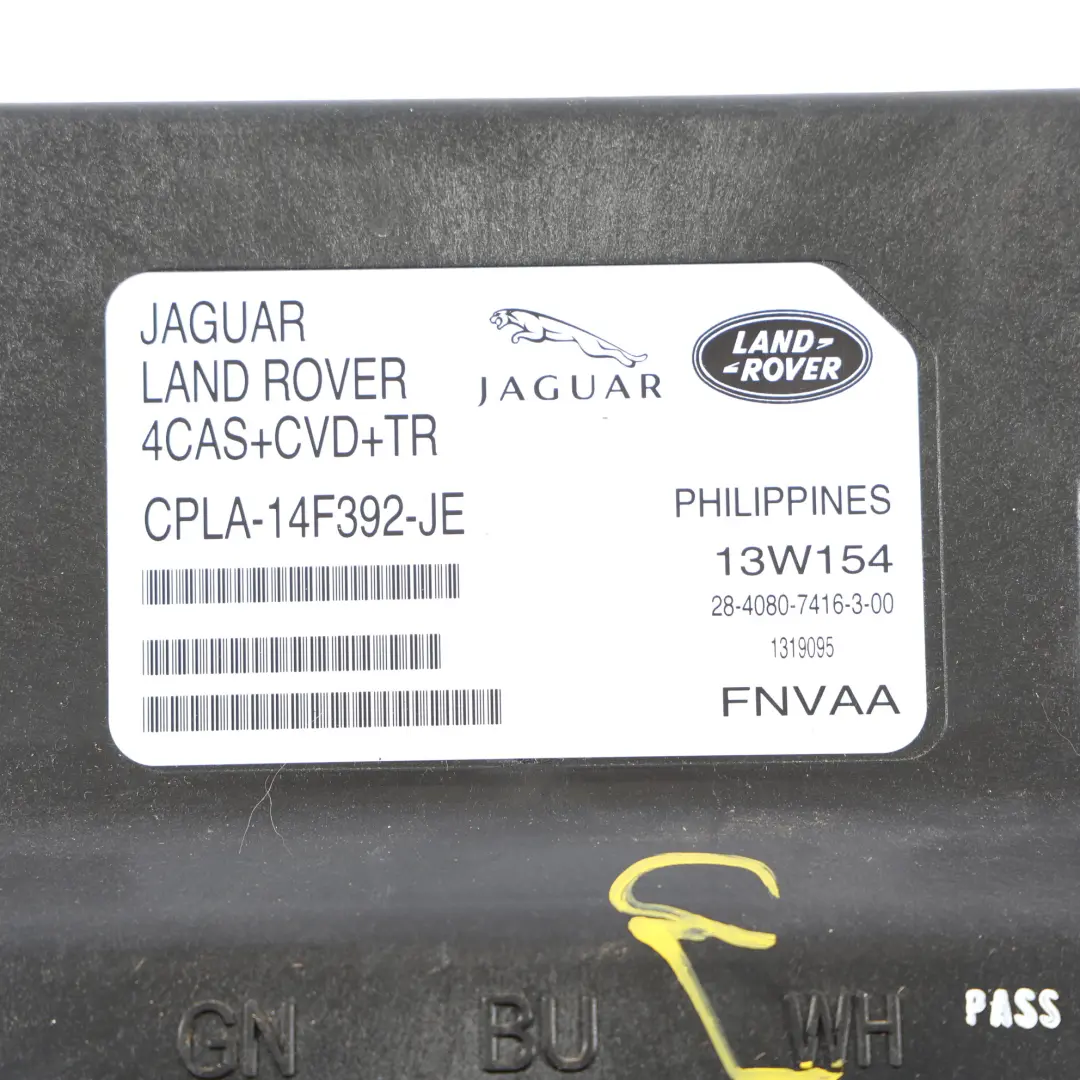 JAGUAR
LAND ROVER
4CAS+CVD+TR
CPLA-14F392-JE
JAGUAR
LAND-
-ROVER
PHILIPPINES
13W154
28-4080-7416-3-00
1319095
FNVAA
GN BU WH
PASS